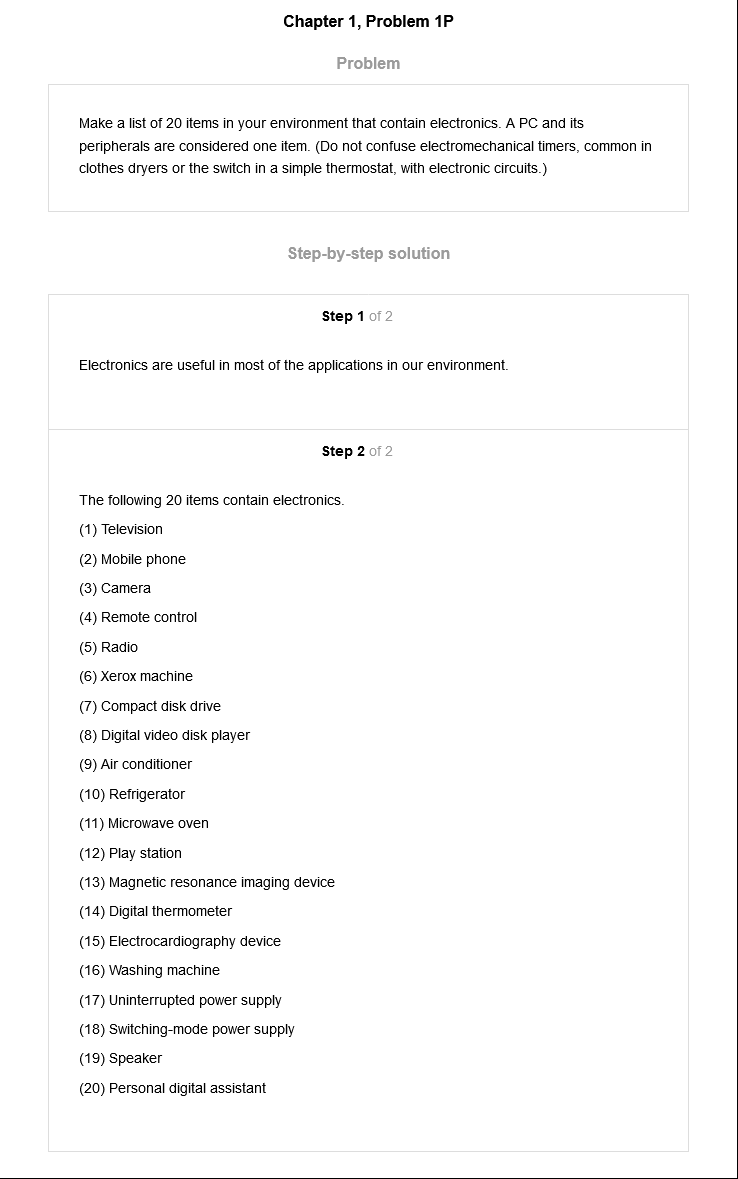 Chapter 1, Problem 1P
Problem
Make a list of 20 items in your environment that contain electronics. A PC and its
peripherals are considered one item. (Do not confuse electromechanical timers, common in
clothes dryers or the switch in a simple thermostat, with electronic circuits.)
Step-by-step solution
Step 1 of 2
Electronics are useful in most of the applications in our environment.
Step 2 of 2
The following 20 items contain electronics.
(1) Television
(2) Mobile phone
(3) Camera
(4) Remote control
(5) Radio
(6) Xerox machine
(7) Compact disk drive
(8) Digital video disk player
(9) Air conditioner
(10) Refrigerator
(11) Microwave oven
(12) Play station
(13) Magnetic resonance imaging device
(14) Digital thermometer
(15) Electrocardiography device
(16) Washing machine
(17) Uninterrupted power supply
(18) Switching-mode power supply
(19) Speaker
(20) Personal digital assistant